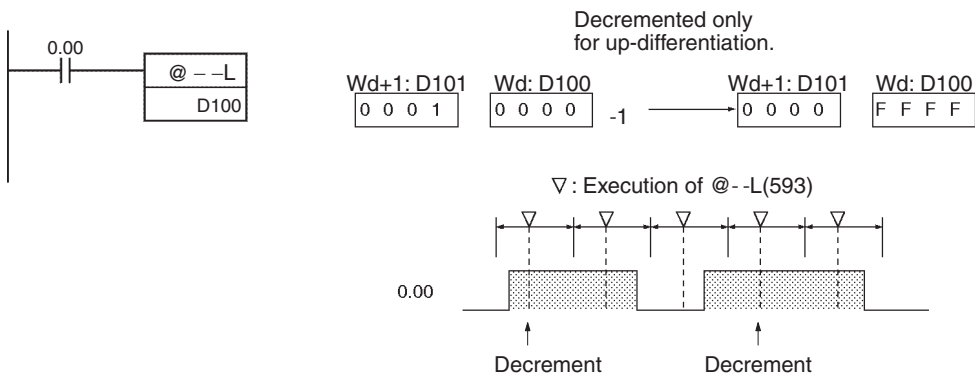 Decremented only
for up-differentiation.
0.00
@ – –L
D100
Wd+1: D101 Wd: D100 Wd+1: D101 Wd: D100
0 0 0 1 0 0 0 0 -1 0 0 0 0 F F F F
▽: Execution of @- -L(593)
0.00
Decrement Decrement